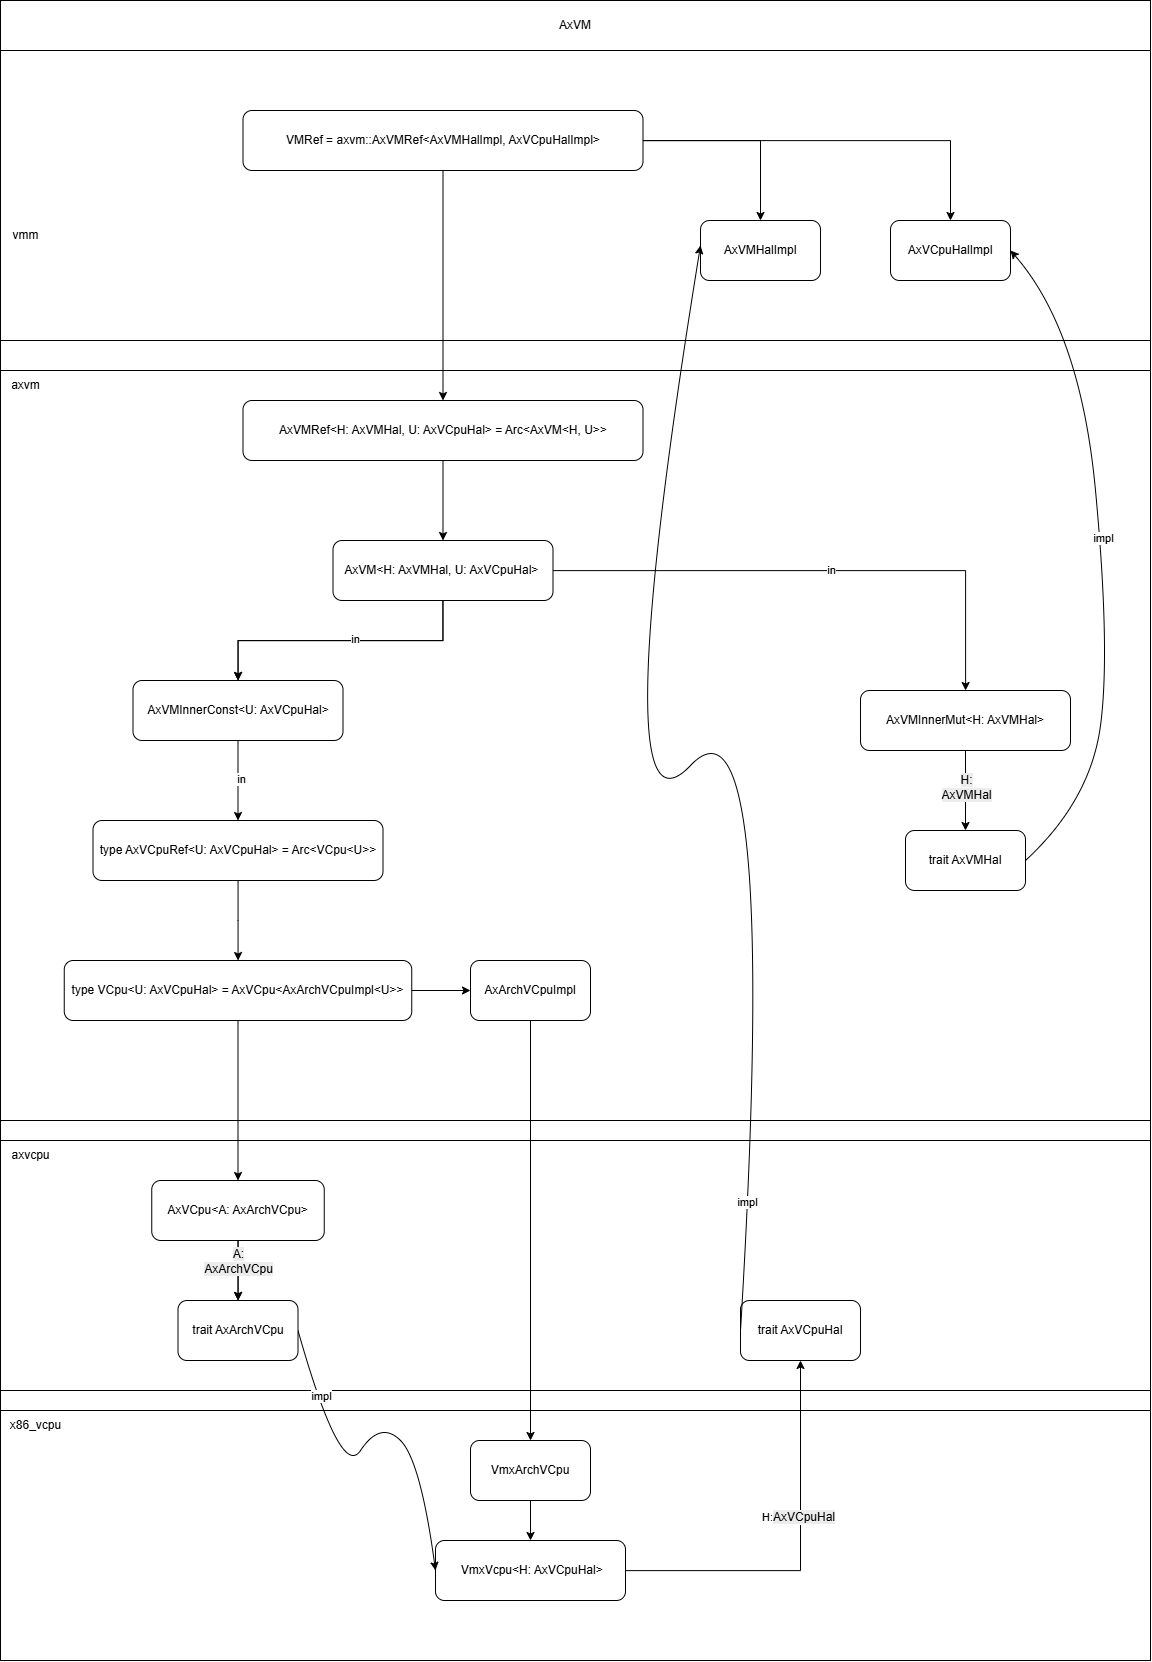 AxVM
VMRef = axvm::AxVMRef<AxVMHalImpl, AxVCpuHalImpl>
vmm
AxVMHalImpl
AxVCpuHalImpl
axvm
AxVMRef<H: AxVMHal, U: AxVCpuHal> = Arc<AxVM<H, U>>
impl
AxVM<H: AxVMHal, U: AxVCpuHal>
in
in
AxVMInnerConst<U: AxVCpuHal>
AxVMInnerMut<H: AxVMHal>
in
H:
AxVMHal
type AxVCpuRef<U: AxVCpuHal> = Arc<VCpu<U>>
trait AxVMHal
type VCpu<U: AxVCpuHal> = AxVCpu<AxArchVCpuImpl<U>>
AxArchVCpuImpl
axvcpu
AxVCpu<A: AxArchVCpu>
impl
A:
AxArchVCpu
trait AxArchVCpu
trait AxVCpuHal
impl
x86_vcpu
VmxArchVCpu
H:AxVCpuHal
VmxVcpu<H: AxVCpuHal>